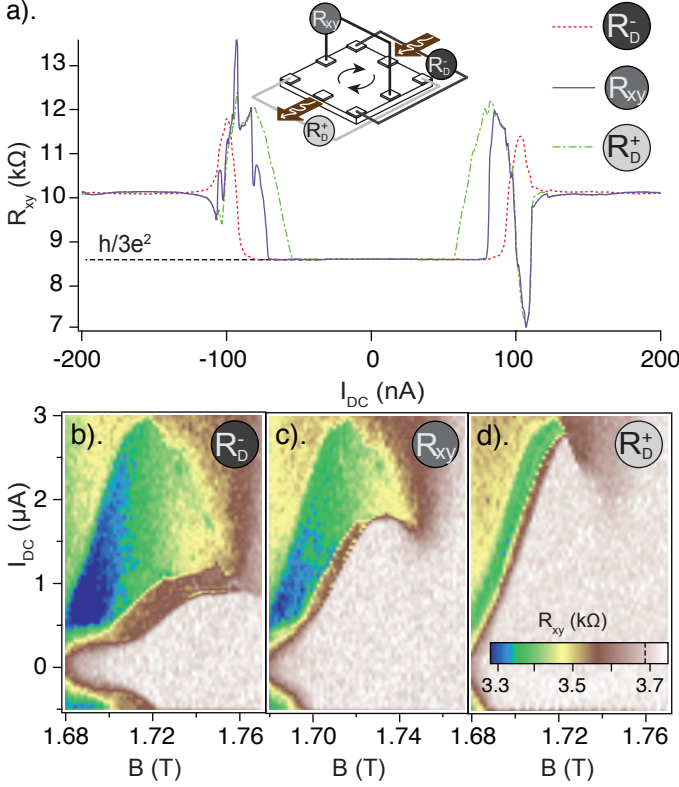 a).
R_xy
R_D^-
R_D^+
R_D^-
R_xy
R_D^+
R_xy (kΩ)
13
12
11
10
9
8
7
h/3e²
-200
-100
0
100
200
I_DC (nA)
b).
R_D^-
c).
R_xy
d).
R_D^+
I_DC (μA)
3
2
1
0
R_xy (kΩ)
3.3
3.5
3.7
1.68
1.72
1.76
1.70
1.74
1.68
1.72
1.76
B (T)
B (T)
B (T)